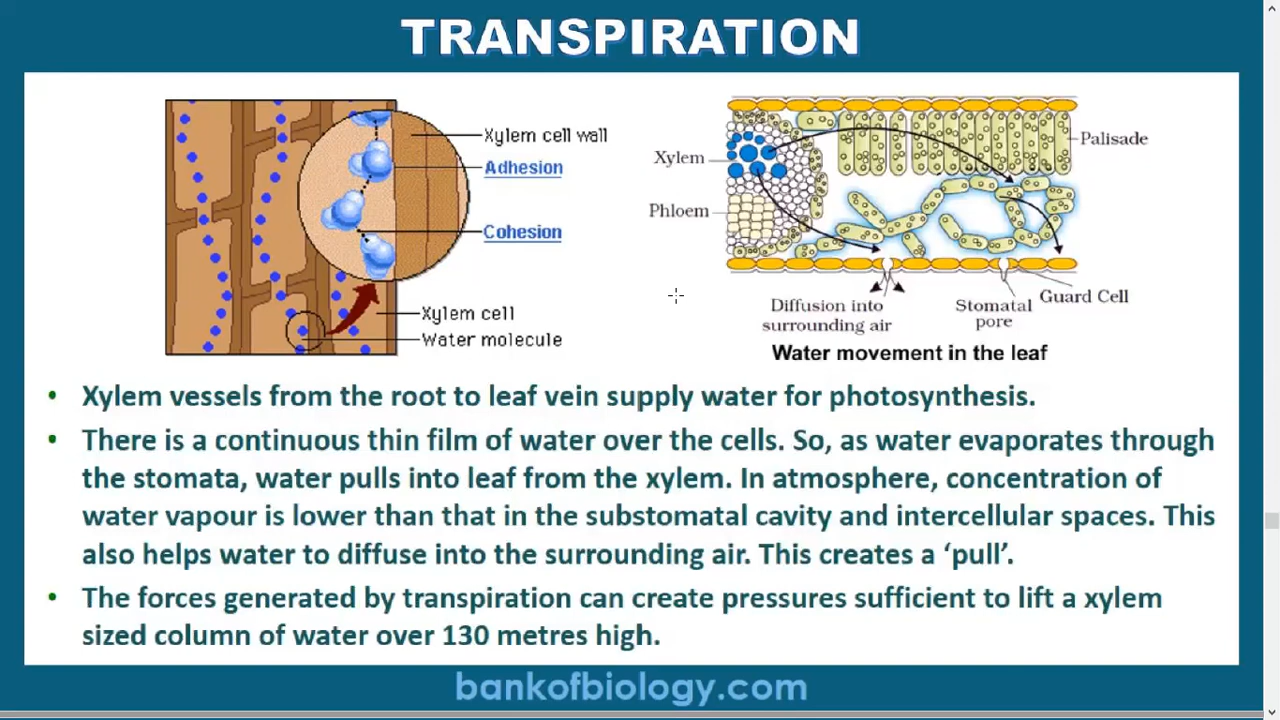 TRANSPIRATION
Xylem cell wall
Adhesion
Cohesion
Xylem cell
Water molecule
Xylem
Phloem
Palisade
Diffusion into
surrounding air
Stomatal
pore
Guard Cell
Water movement in the leaf
• Xylem vessels from the root to leaf vein supply water for photosynthesis.
• There is a continuous thin film of water over the cells. So, as water evaporates through
the stomata, water pulls into leaf from the xylem. In atmosphere, concentration of
water vapour is lower than that in the substomatal cavity and intercellular spaces. This
also helps water to diffuse into the surrounding air. This creates a ‘pull’.
• The forces generated by transpiration can create pressures sufficient to lift a xylem
sized column of water over 130 metres high.
bankofbiology.com